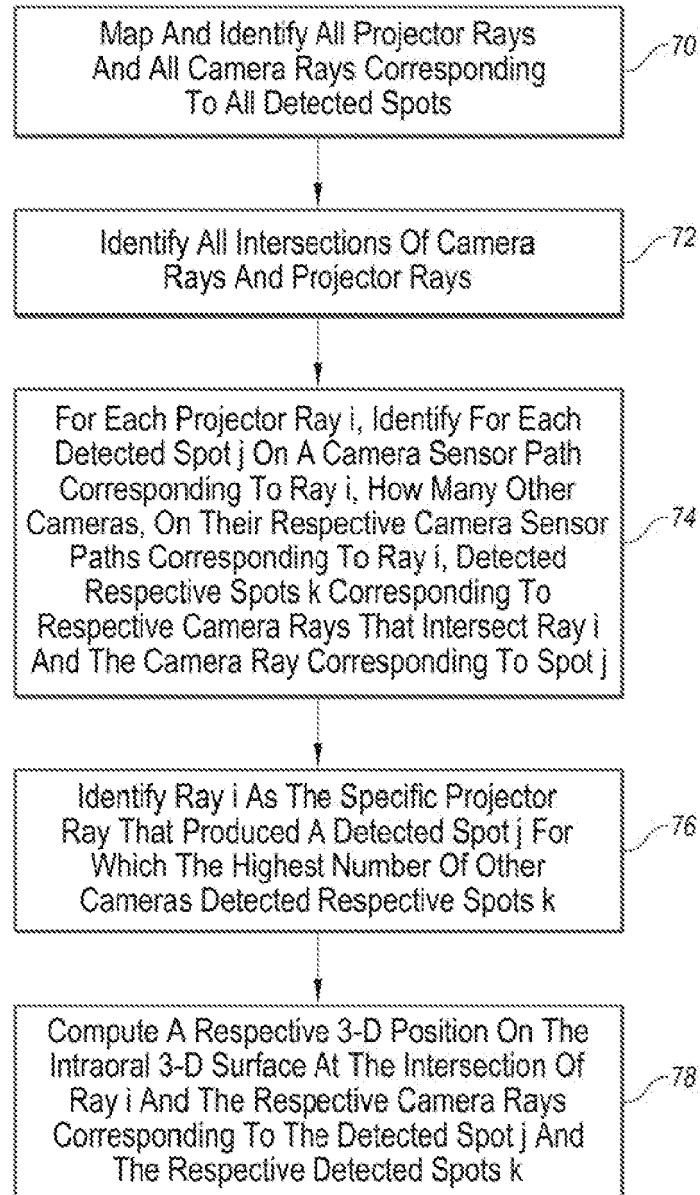 Map And Identify All Projector Rays
And All Camera Rays Corresponding
To All Detected Spots
70
Identify All Intersections Of Camera
Rays And Projector Rays
72
For Each Projector Ray i, Identify For Each
Detected Spot j On A Camera Sensor Path
Corresponding To Ray i, How Many Other
Cameras, On Their Respective Camera Sensor
Paths Corresponding To Ray i, Detected
Respective Spots k Corresponding To
Respective Camera Rays That Intersect Ray i
And The Camera Ray Corresponding To Spot j
74
Identify Ray i As The Specific Projector
Ray That Produced A Detected Spot j For
Which The Highest Number Of Other
Cameras Detected Respective Spots k
76
Compute A Respective 3-D Position On The
Intraoral 3-D Surface At The Intersection Of
Ray i And The Respective Camera Rays
Corresponding To The Detected Spot j And
The Respective Detected Spots k
78